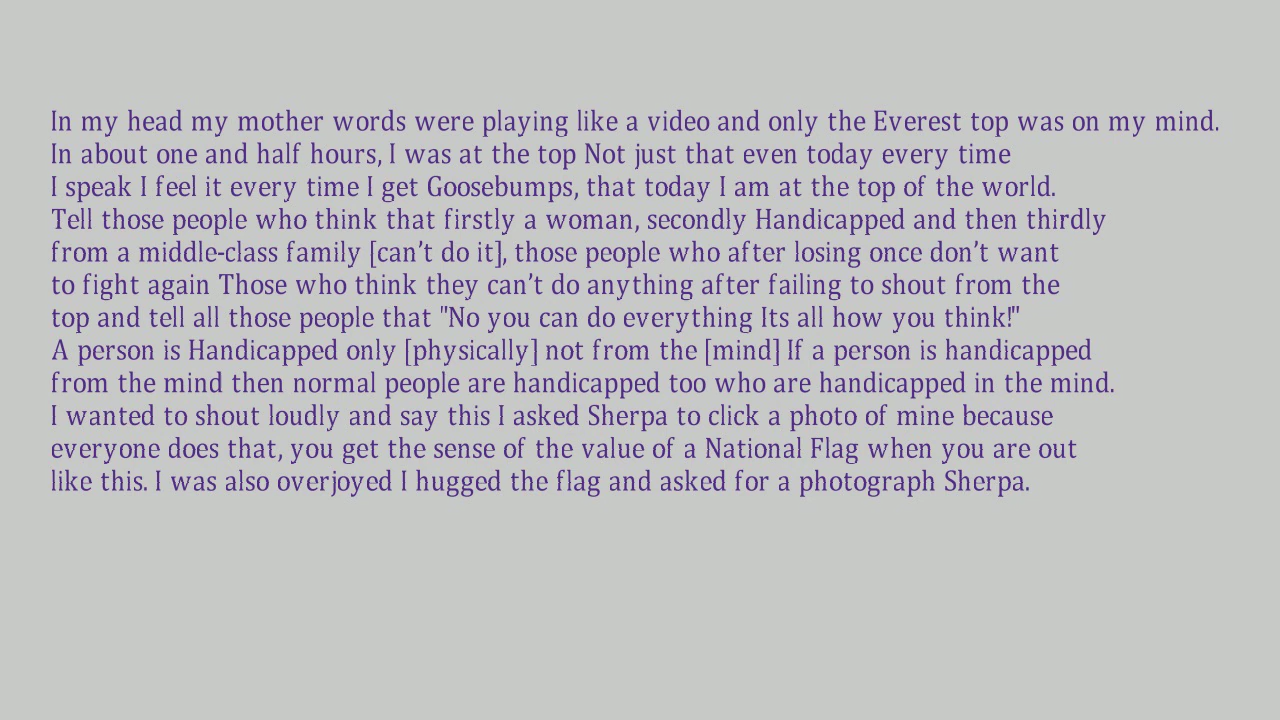 In my head my mother words were playing like a video and only the Everest top was on my mind.
In about one and half hours, I was at the top Not just that even today every time
I speak I feel it every time I get Goosebumps, that today I am at the top of the world.
Tell those people who think that firstly a woman, secondly Handicapped and then thirdly
from a middle-class family [can’t do it], those people who after losing once don’t want
to fight again Those who think they can’t do anything after failing to shout from the
top and tell all those people that "No you can do everything Its all how you think!"
A person is Handicapped only [physically] not from the [mind] If a person is handicapped
from the mind then normal people are handicapped too who are handicapped in the mind.
I wanted to shout loudly and say this I asked Sherpa to click a photo of mine because
everyone does that, you get the sense of the value of a National Flag when you are out
like this. I was also overjoyed I hugged the flag and asked for a photograph Sherpa.